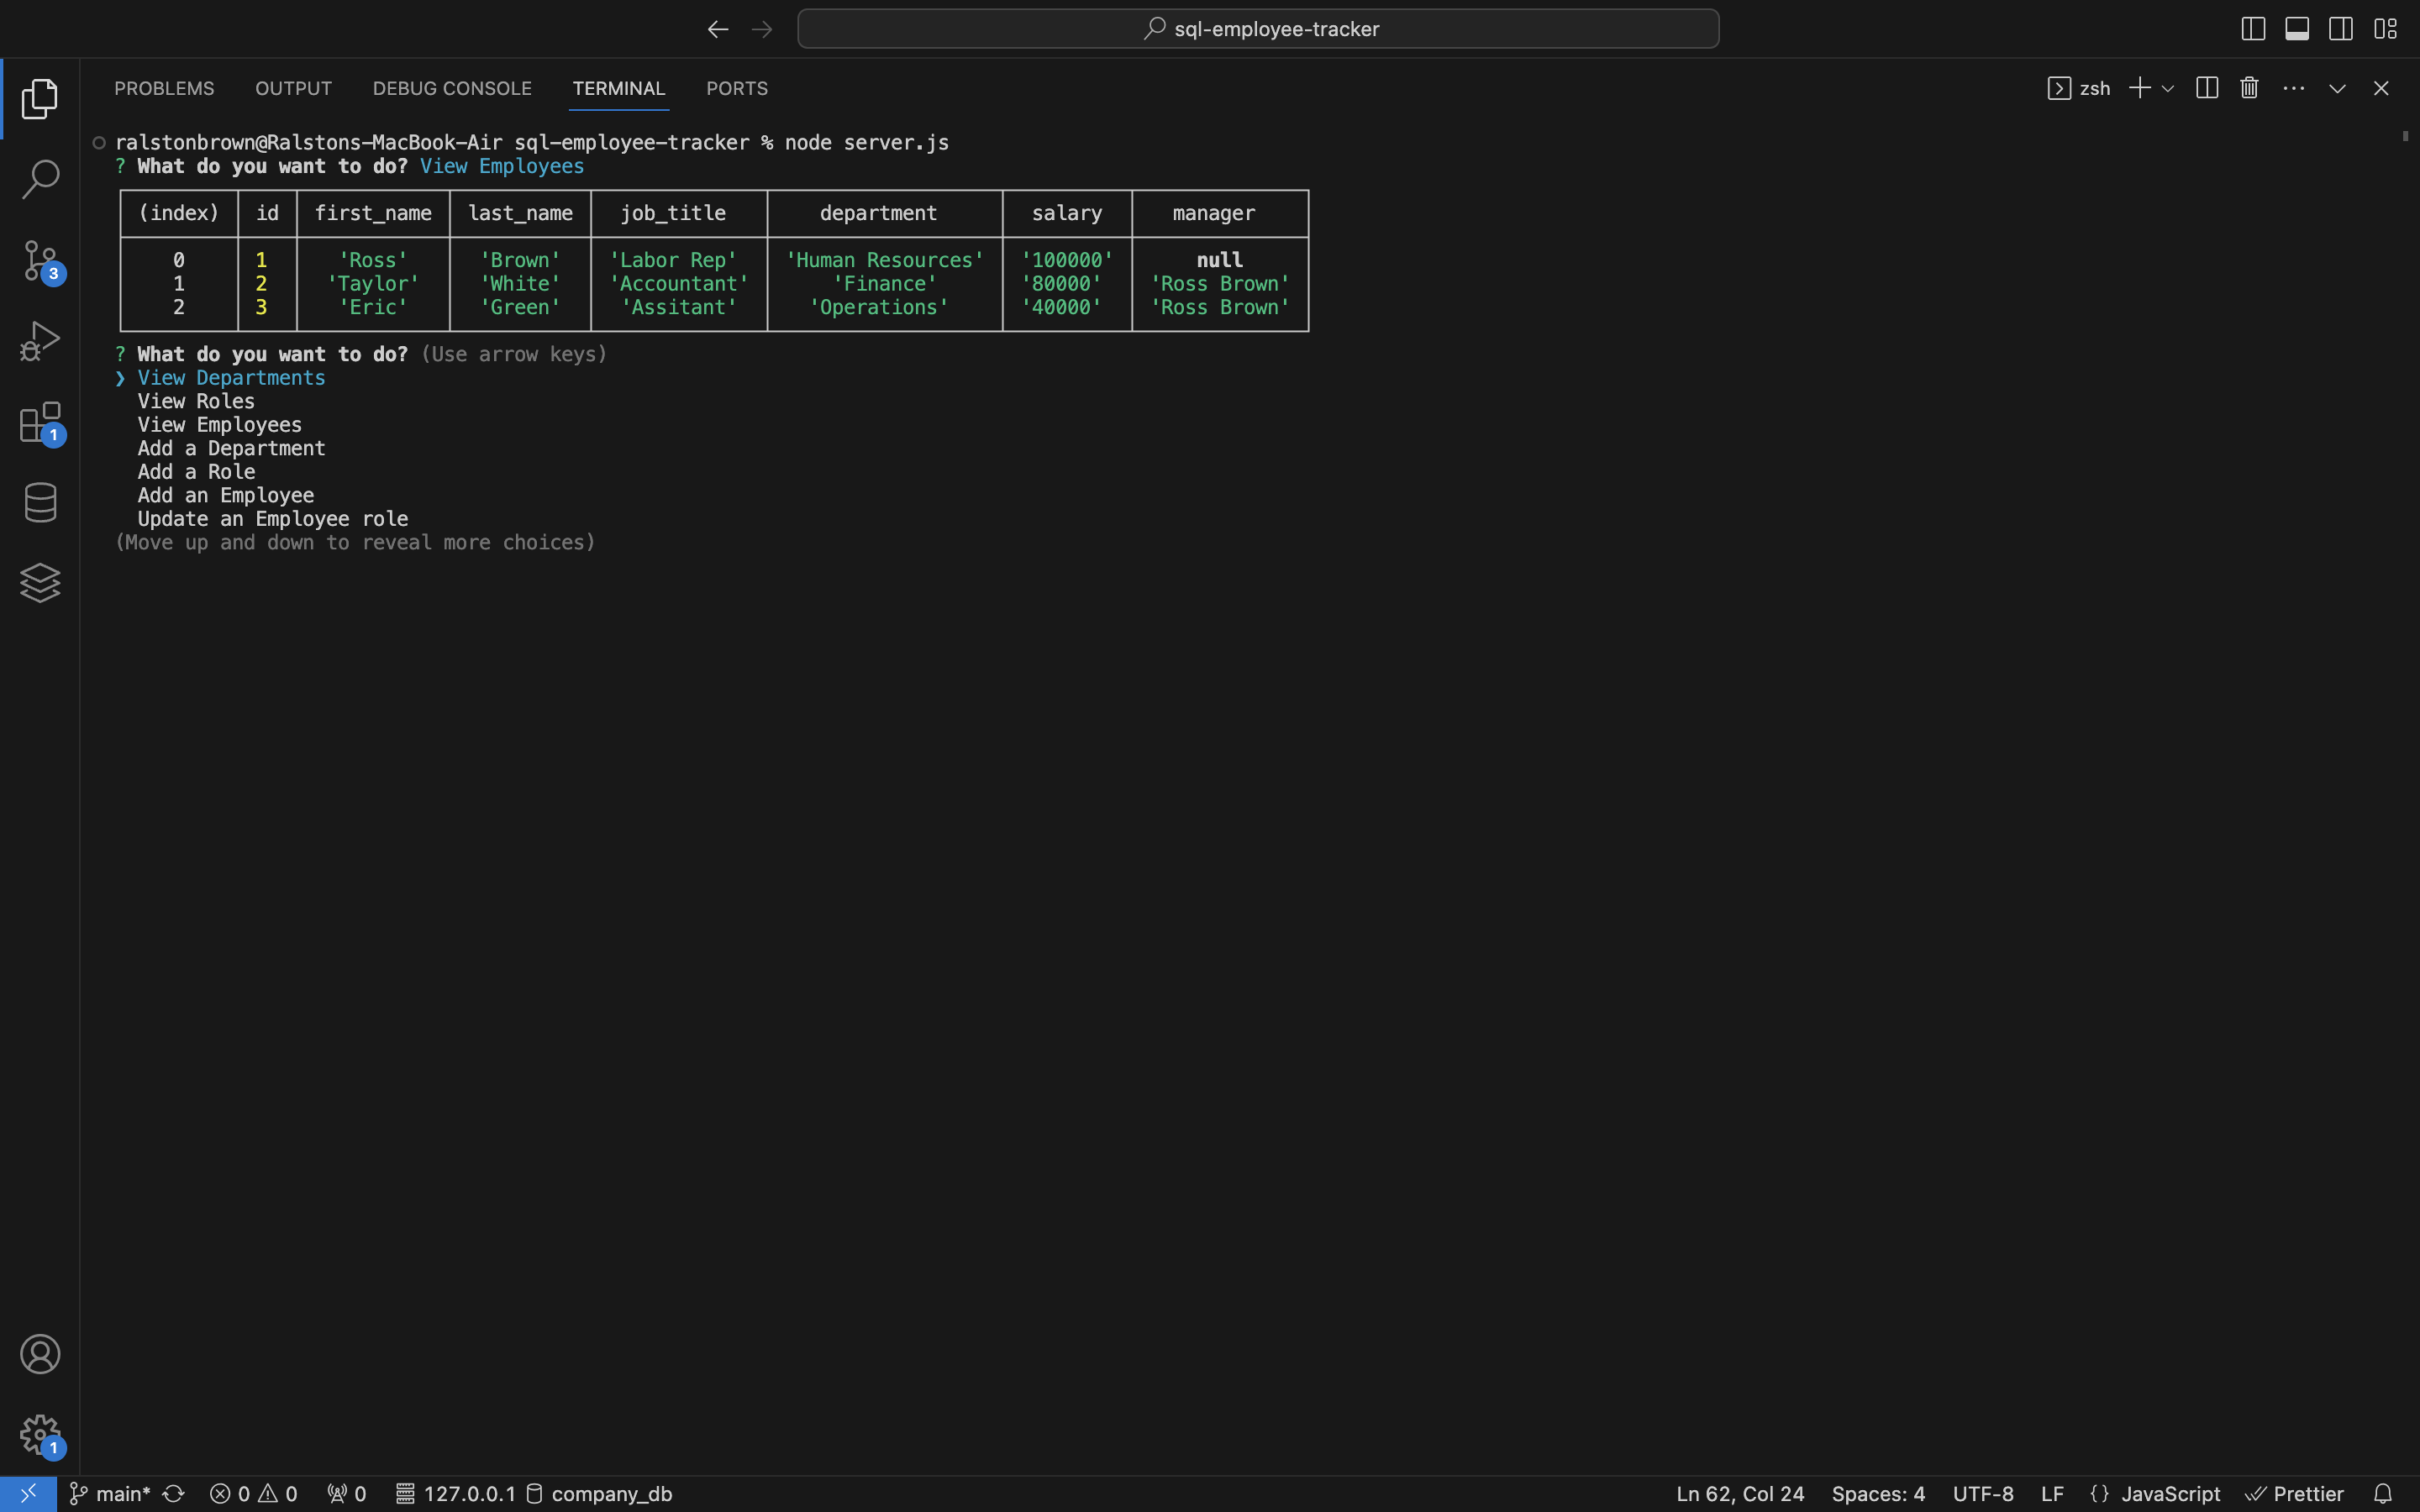 sql-employee-tracker
PROBLEMS OUTPUT DEBUG CONSOLE TERMINAL PORTS zsh
ralstonbrown@Ralstons-MacBook-Air sql-employee-tracker % node server.js
? What do you want to do? View Employees
(index) id first_name last_name job_title department salary manager
0 1 'Ross' 'Brown' 'Labor Rep' 'Human Resources' '100000' null
1 2 'Taylor' 'White' 'Accountant' 'Finance' '80000' 'Ross Brown'
2 3 'Eric' 'Green' 'Assitant' 'Operations' '40000' 'Ross Brown'
? What do you want to do? (Use arrow keys)
❯ View Departments
View Roles
View Employees
Add a Department
Add a Role
Add an Employee
Update an Employee role
(Move up and down to reveal more choices)
3
1
1
main* 0 0 0 127.0.0.1 company_db Ln 62, Col 24 Spaces: 4 UTF-8 LF {} JavaScript Prettier